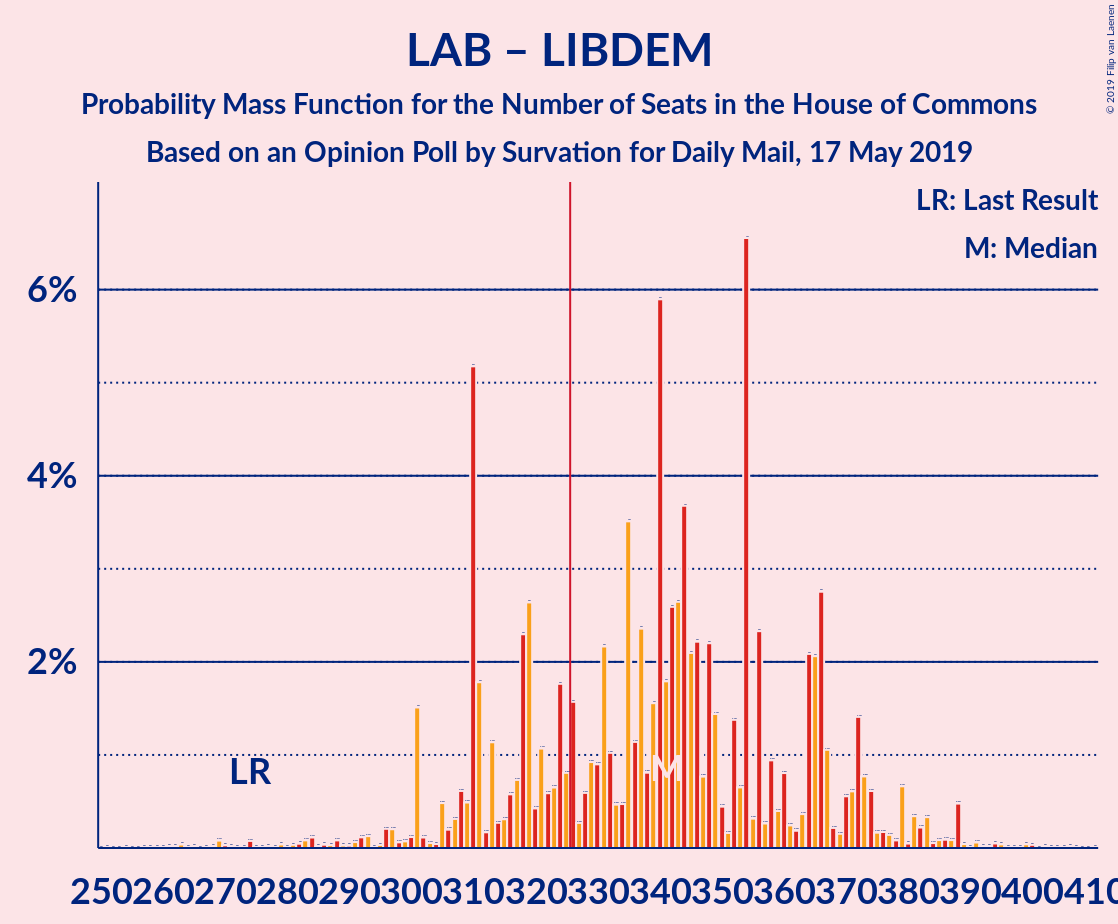 LAB – LIBDEM
Probability Mass Function for the Number of Seats in the House of Commons
Based on an Opinion Poll by Survation for Daily Mail, 17 May 2019
© 2019 Filip van Laenen
LR: Last Result
M: Median
6%
4%
2%
LR
M
250 260 270 280 290 300 310 320 330 340 350 360 370 380 390 400 410